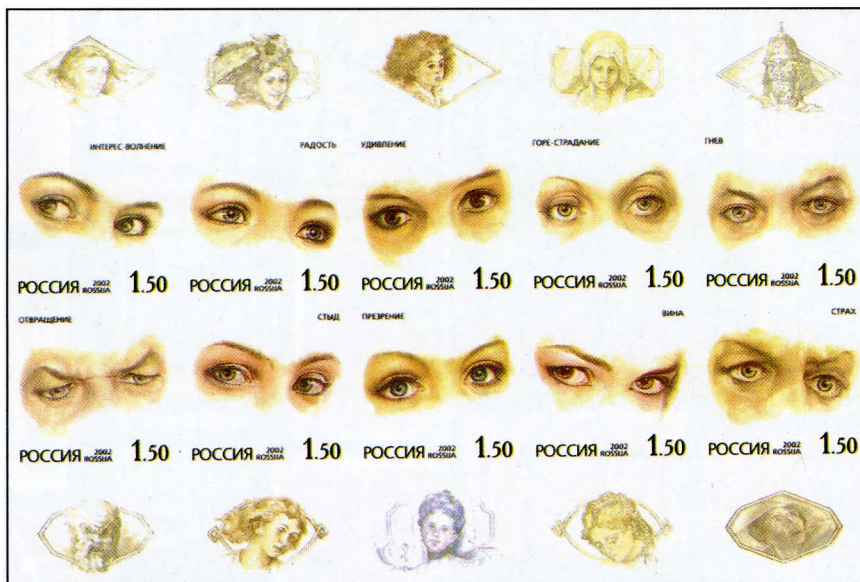 ИНТЕРЕС-ВОЛНЕНИЕ
РАДОСТЬ
УДИВЛЕНИЕ
ГОРЕ-СТРАДАНИЕ
ГНЕВ
РОССИЯ 2002 ROSSIJA 1.50
РОССИЯ 2002 ROSSIJA 1.50
РОССИЯ 2002 ROSSIJA 1.50
РОССИЯ 2002 ROSSIJA 1.50
РОССИЯ 2002 ROSSIJA 1.50
ОТВРАЩЕНИЕ
СТЫД
ПРЕЗРЕНИЕ
ВИНА
СТРАХ
РОССИЯ 2002 ROSSIJA 1.50
РОССИЯ 2002 ROSSIJA 1.50
РОССИЯ 2002 ROSSIJA 1.50
РОССИЯ 2002 ROSSIJA 1.50
РОССИЯ 2002 ROSSIJA 1.50